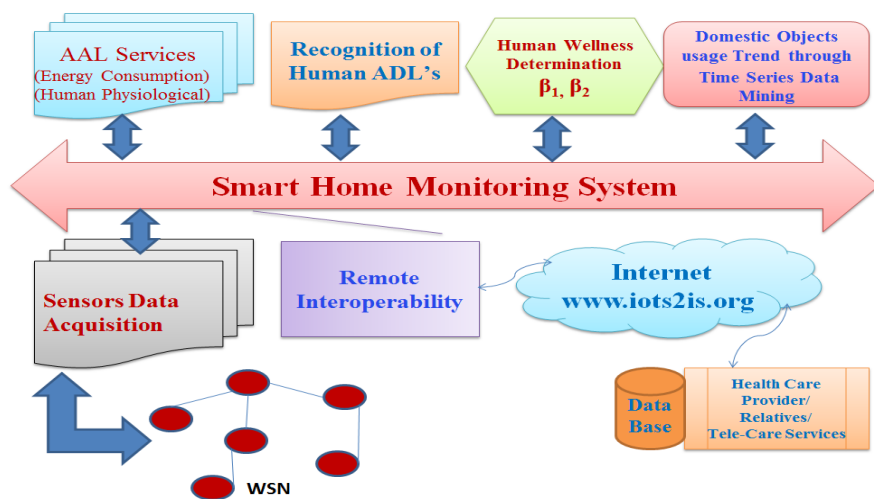 AAL Services
(Energy Consumption)
(Human Physiological)
Recognition of
Human ADL's
Human Wellness
Determination
β1, β2
Domestic Objects
usage Trend through
Time Series Data
Mining
Smart Home Monitoring System
Sensors Data
Acquisition
Remote
Interoperability
Internet
www.iots2is.org
Data
Base
Health Care
Provider/
Relatives/
Tele-Care Services
WSN